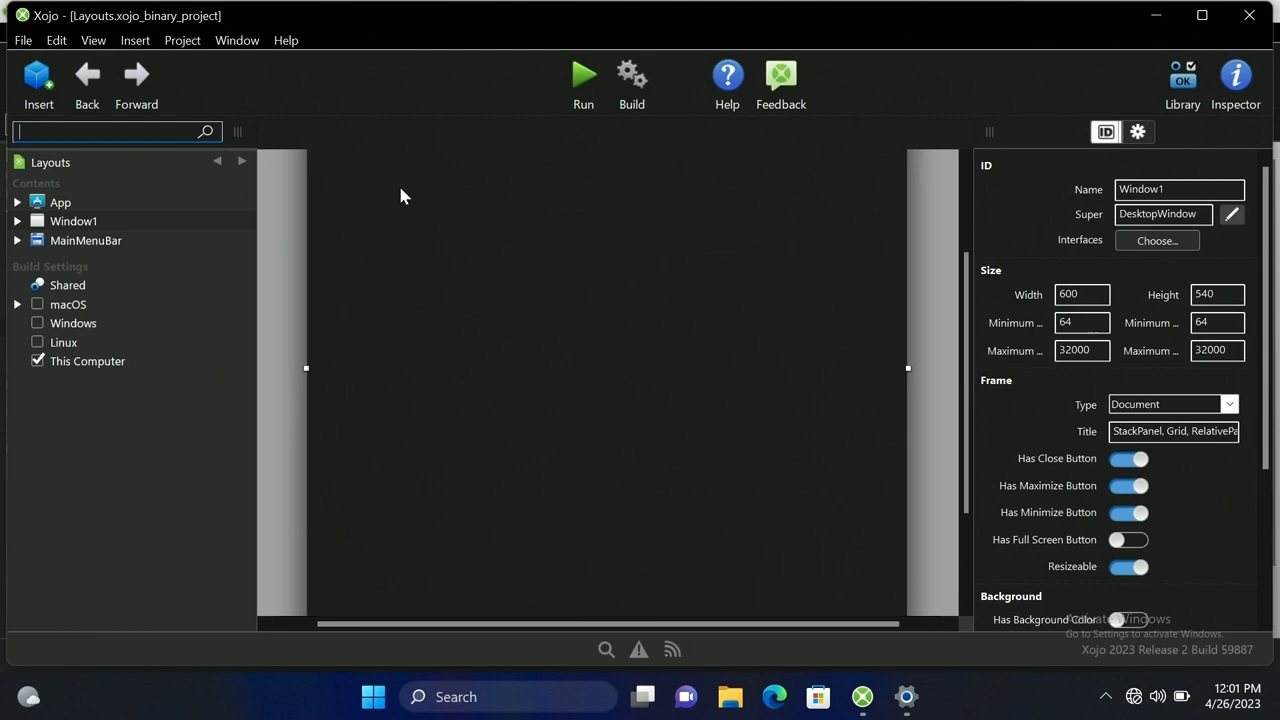 Xojo - [Layouts.xojo_binary_project]
File Edit View Insert Project Window Help
Insert Back Forward Run Build Help Feedback OK Library Inspector
ID
Layouts
Contents
App
Window1
MainMenuBar
Build Settings
Shared
macOS
Windows
Linux
This Computer
ID
Name Window1
Super DesktopWindow
Interfaces Choose...
Size
Width 600 Height 540
Minimum ... 64 Minimum ... 64
Maximum ... 32000 Maximum ... 32000
Frame
Type Document
Title StackPanel, Grid, RelativePa
Has Close Button
Has Maximize Button
Has Minimize Button
Has Full Screen Button
Resizeable
Background
Has Background Color
Activate Windows
Go to Settings to activate Windows.
Xojo 2023 Release 2 Build 59887
Search
12:01 PM
4/26/2023